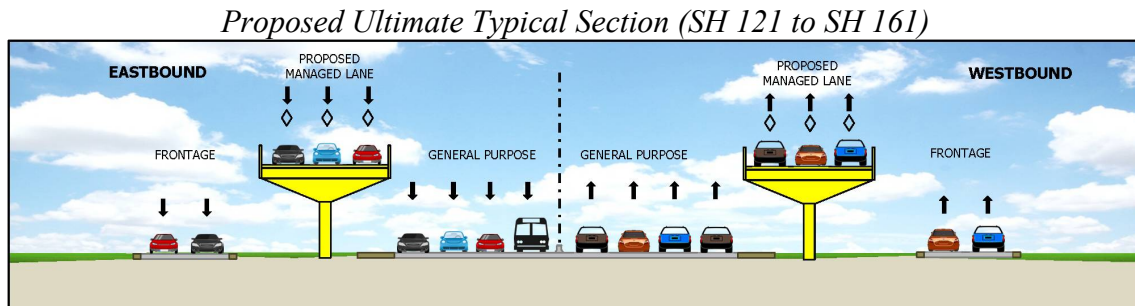 Proposed Ultimate Typical Section (SH 121 to SH 161)
EASTBOUND
PROPOSED
MANAGED LANE
PROPOSED
MANAGED LANE
WESTBOUND
FRONTAGE
GENERAL PURPOSE
GENERAL PURPOSE
FRONTAGE